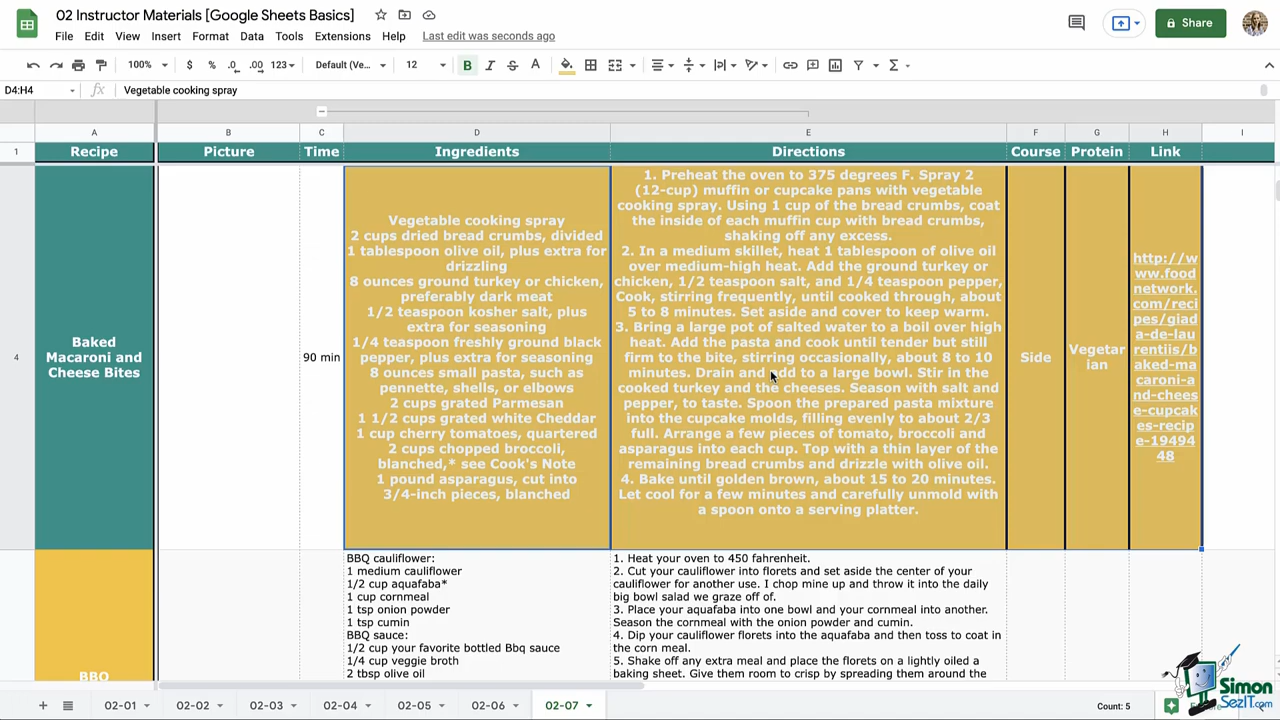 02 Instructor Materials [Google Sheets Basics]
File Edit View Insert Format Data Tools Extensions Help Last edit was seconds ago
Share
100% $ % .0 .00 123 Default (Ve... 12 B I S A
D4:H4 fx Vegetable cooking spray
A B C D E F G H I
1 Recipe Picture Time Ingredients Directions Course Protein Link
4
Baked
Macaroni and
Cheese Bites
90 min
Vegetable cooking spray
2 cups dried bread crumbs, divided
1 tablespoon olive oil, plus extra for
drizzling
8 ounces ground turkey or chicken,
preferably dark meat
1/2 teaspoon kosher salt, plus
extra for seasoning
1/4 teaspoon freshly ground black
pepper, plus extra for seasoning
8 ounces small pasta, such as
pennette, shells, or elbows
2 cups grated Parmesan
1 1/2 cups grated white Cheddar
1 cup cherry tomatoes, quartered
2 cups chopped broccoli,
blanched,* see Cook's Note
1 pound asparagus, cut into
3/4-inch pieces, blanched
1. Preheat the oven to 375 degrees F. Spray 2
(12-cup) muffin or cupcake pans with vegetable
cooking spray. Using 1 cup of the bread crumbs, coat
the inside of each muffin cup with bread crumbs,
shaking off any excess.
2. In a medium skillet, heat 1 tablespoon of olive oil
over medium-high heat. Add the ground turkey or
chicken, 1/2 teaspoon salt, and 1/4 teaspoon pepper,
Cook, stirring frequently, until cooked through, about
5 to 8 minutes. Set aside and cover to keep warm.
3. Bring a large pot of salted water to a boil over high
heat. Add the pasta and cook until tender but still
firm to the bite, stirring occasionally, about 8 to 10
minutes. Drain and add to a large bowl. Stir in the
cooked turkey and the cheeses. Season with salt and
pepper, to taste. Spoon the prepared pasta mixture
into the cupcake molds, filling evenly to about 2/3
full. Arrange a few pieces of tomato, broccoli and
asparagus into each cup. Top with a thin layer of the
remaining bread crumbs and drizzle with olive oil.
4. Bake until golden brown, about 15 to 20 minutes.
Let cool for a few minutes and carefully unmold with
a spoon onto a serving platter.
Side
Vegetar
ian
http://w
ww.food
network.
com/reci
pes/giad
a-de-lau
rentiis/b
aked-ma
caroni-a
nd-chees
e-cupcak
es-recip
e-19494
48
BBQ
BBQ cauliflower:
1 medium cauliflower
1/2 cup aquafaba*
1 cup cornmeal
1 tsp onion powder
1 tsp cumin
BBQ sauce:
1/2 cup your favorite bottled Bbq sauce
1/4 cup veggie broth
2 tbsp olive oil
1. Heat your oven to 450 fahrenheit.
2. Cut your cauliflower into florets and set aside the center of your
cauliflower for another use. I chop mine up and throw it into the daily
big bowl salad we graze off of.
3. Place your aquafaba into one bowl and your cornmeal into another.
Season the cornmeal with the onion powder and cumin.
4. Dip your cauliflower florets into the aquafaba and then toss to coat in
the corn meal.
5. Shake off any extra meal and place the florets on a lightly oiled a
baking sheet. Give them room to crisp by spreading them around the
02-01 02-02 02-03 02-04 02-05 02-06 02-07 Count: 5
Simon
SezIT.com